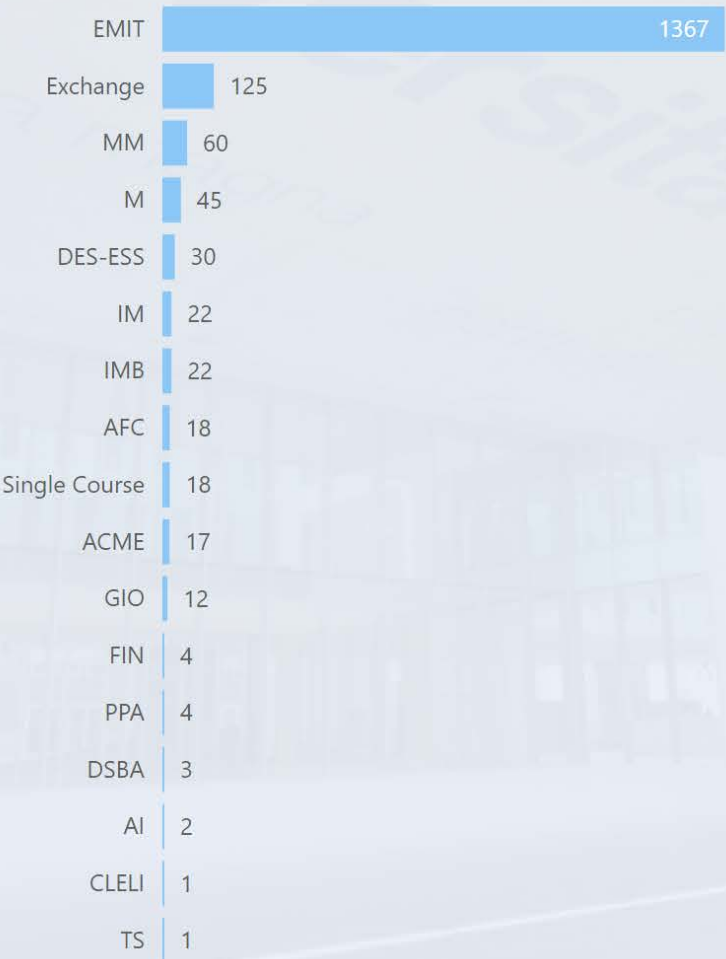 EMIT 1367
Exchange 125
MM 60
M 45
DES-ESS 30
IM 22
IMB 22
AFC 18
Single Course 18
ACME 17
GIO 12
FIN 4
PPA 4
DSBA 3
AI 2
CLELI 1
TS 1